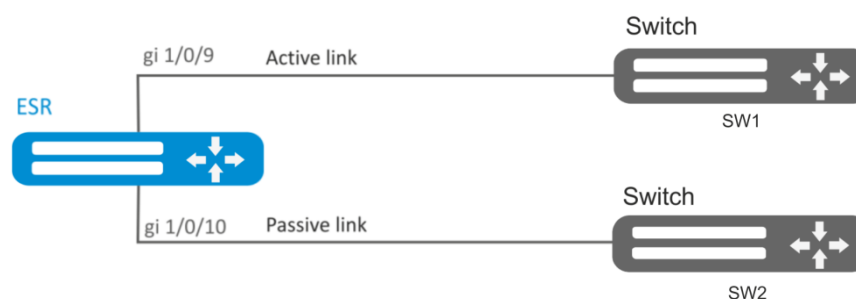 Switch
gi 1/0/9
Active link
ESR
SW1
Switch
gi 1/0/10
Passive link
SW2